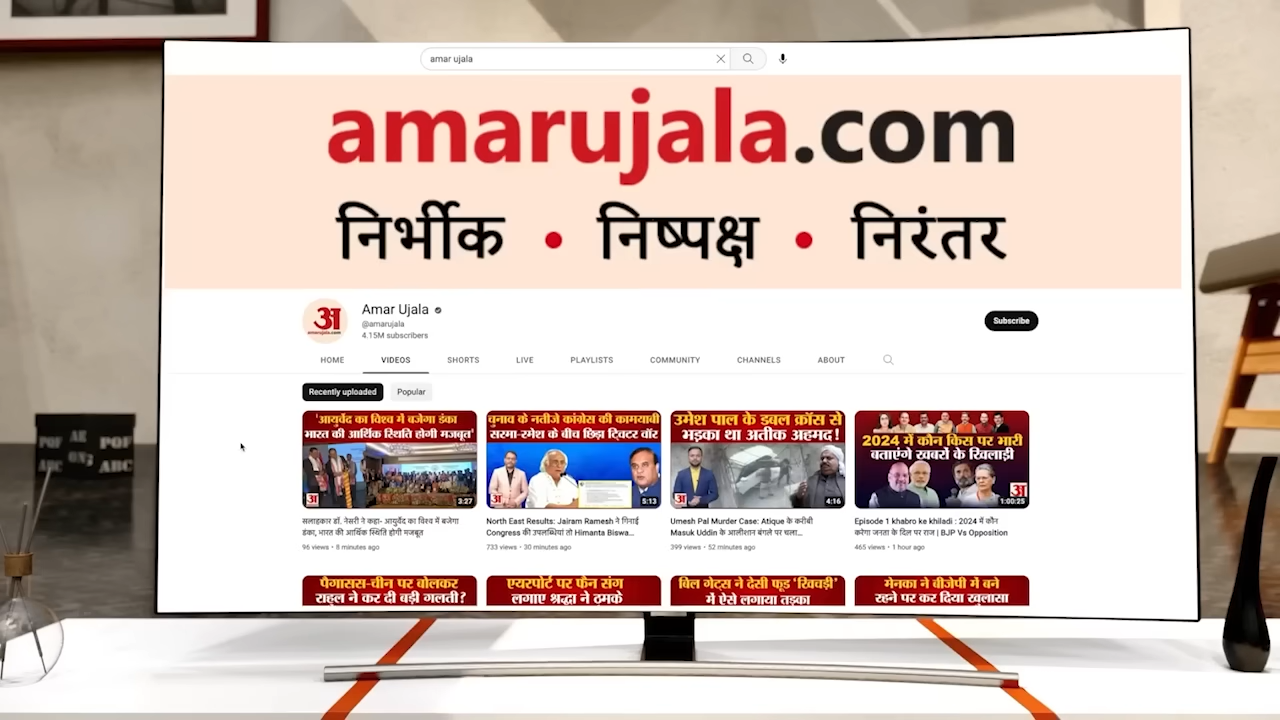 amar ujala
amarujala.com
निर्भीक • निष्पक्ष • निरंतर
अ
amarujala.com
Amar Ujala
@amarujala
4.15M subscribers
Subscribe
HOME VIDEOS SHORTS LIVE PLAYLISTS COMMUNITY CHANNELS ABOUT
Recently uploaded Popular
'आयुर्वेद का विश्व में बजेगा डंका
भारत की आर्थिक स्थिति होगी मजबूत'
अ
3:27
चुनाव के नतीजे कांग्रेस की कामयाबी
सरमा-रमेश के बीच छिड़ा ट्विटर वॉर
अ
5:13
उमेश पाल के डबल क्रॉस से
भड़का था अतीक अहमद!
अ
4:16
2024 में कौन किस पर भारी
बताएंगे खबरों के खिलाड़ी
अ
1:00:25
सलाहकार डॉ. नेसरी ने कहा- आयुर्वेद का विश्व में बजेगा
डंका, भारत की आर्थिक स्थिति होगी मजबूत
96 views • 8 minutes ago
North East Results: Jairam Ramesh ने गिनाई
Congress की उपलब्धियां तो Himanta Biswa...
733 views • 30 minutes ago
Umesh Pal Murder Case: Atique के करीबी
Masuk Uddin के आलीशान बंगले पर चला...
399 views • 52 minutes ago
Episode 1 khabro ke khiladi : 2024 में कौन
करेगा जनता के दिल पर राज | BJP Vs Opposition
465 views • 1 hour ago
पैगासस-चीन पर बोलकर
राहुल ने कर दी बड़ी गलती?
एयरपोर्ट पर फैन संग
लगाए श्रद्धा ने ठुमके
बिल गेट्स ने देसी फूड 'खिचड़ी'
में ऐसे लगाया तड़का
मेनका ने बीजेपी में बने
रहने पर कर दिया खुलासा